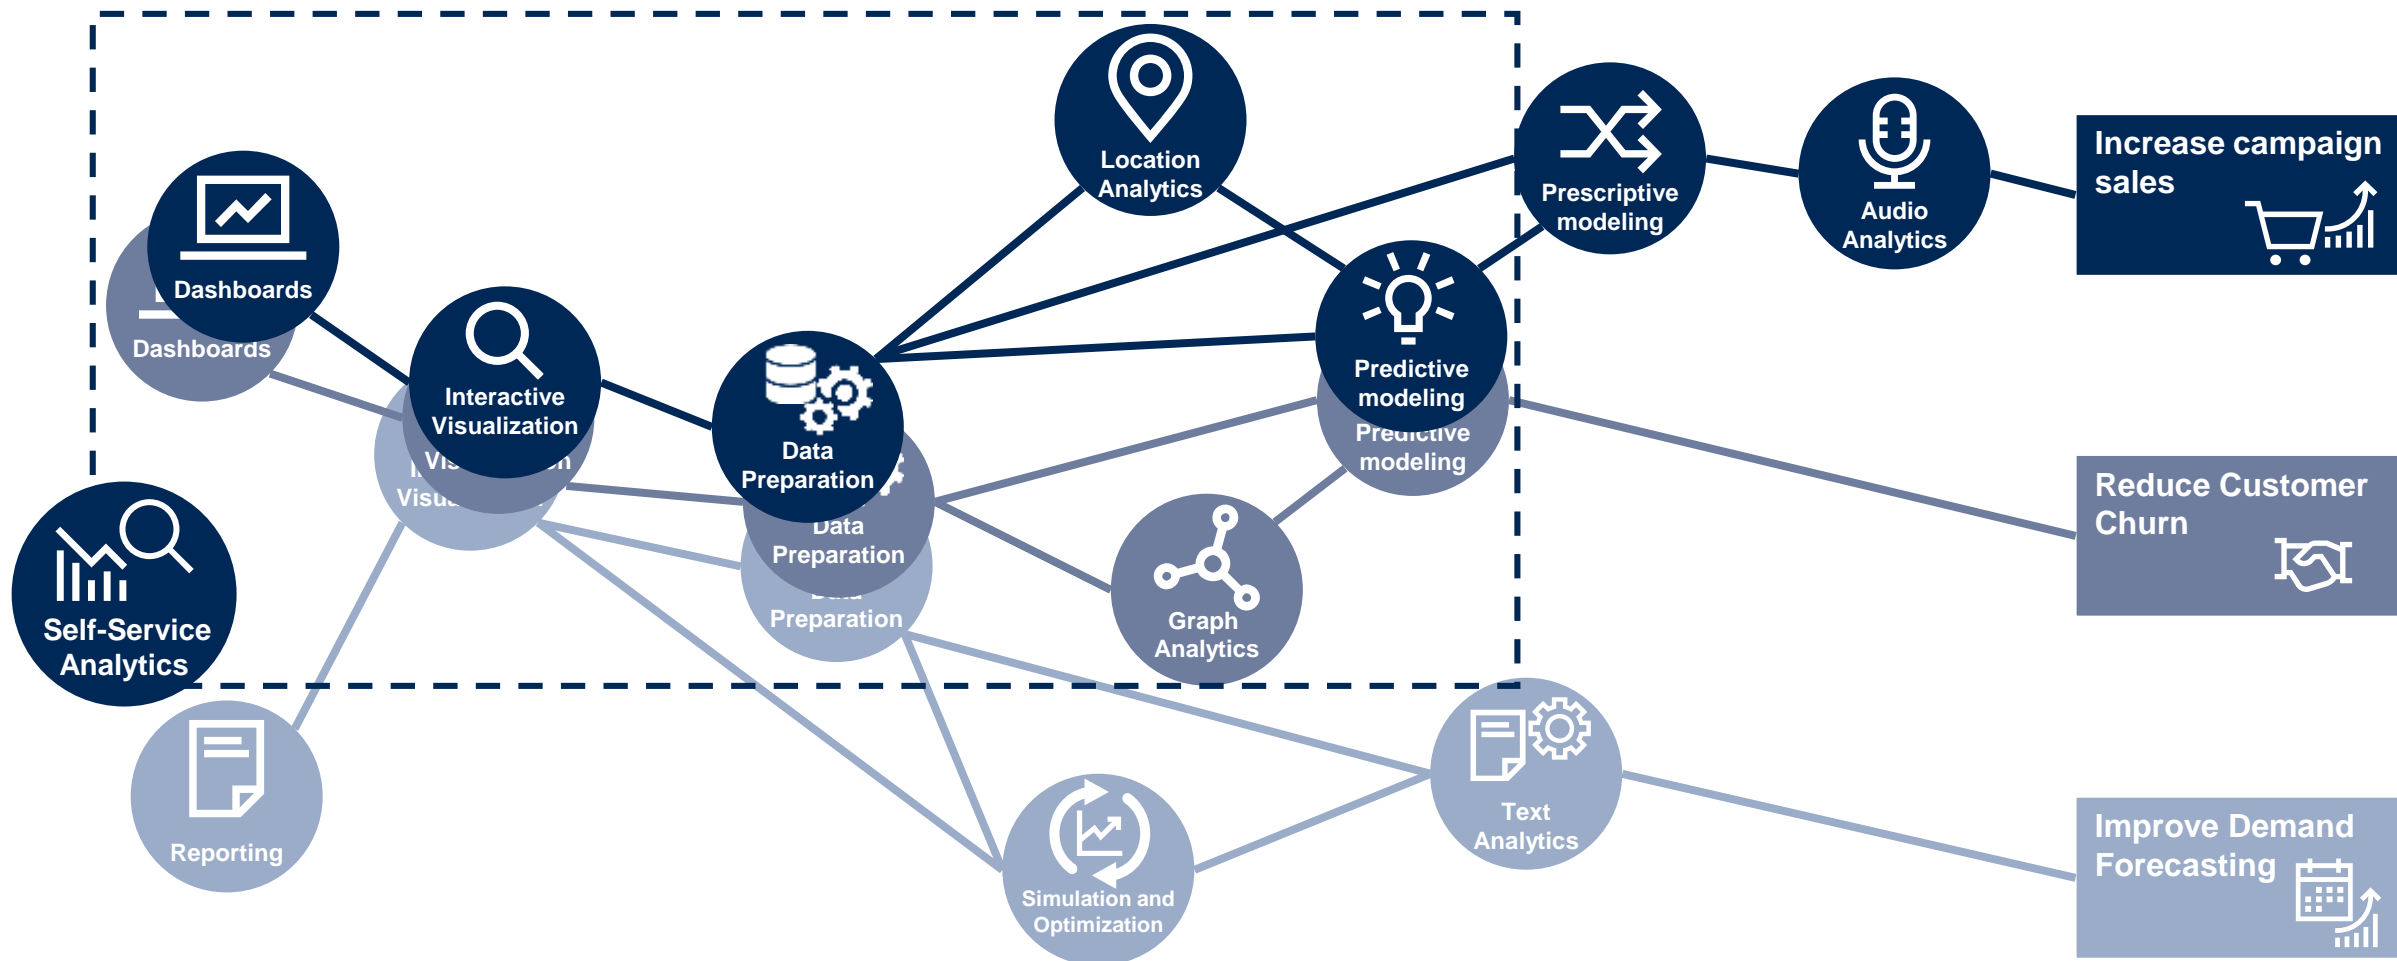 Location
Analytics
Prescriptive
modeling
Audio
Analytics
Increase campaign
sales
Dashboards
Dashboards
Interactive
Visualization
Predictive
modeling
Predictive
modeling
Data
Preparation
Data
Preparation
Preparation
Graph
Analytics
Reduce Customer
Churn
Self-Service
Analytics
Reporting
Text
Analytics
Simulation and
Optimization
Improve Demand
Forecasting